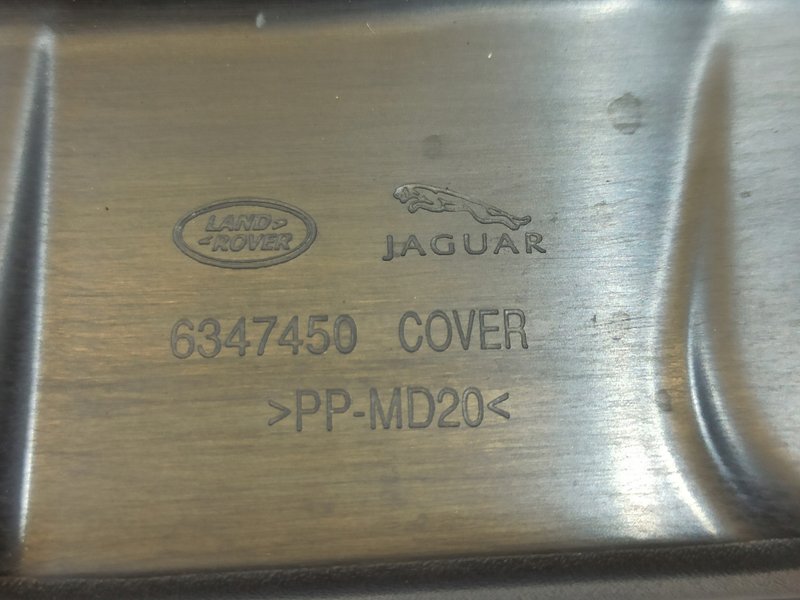 LAND>
<ROVER
JAGUAR
6347450 COVER
>PP-MD20<